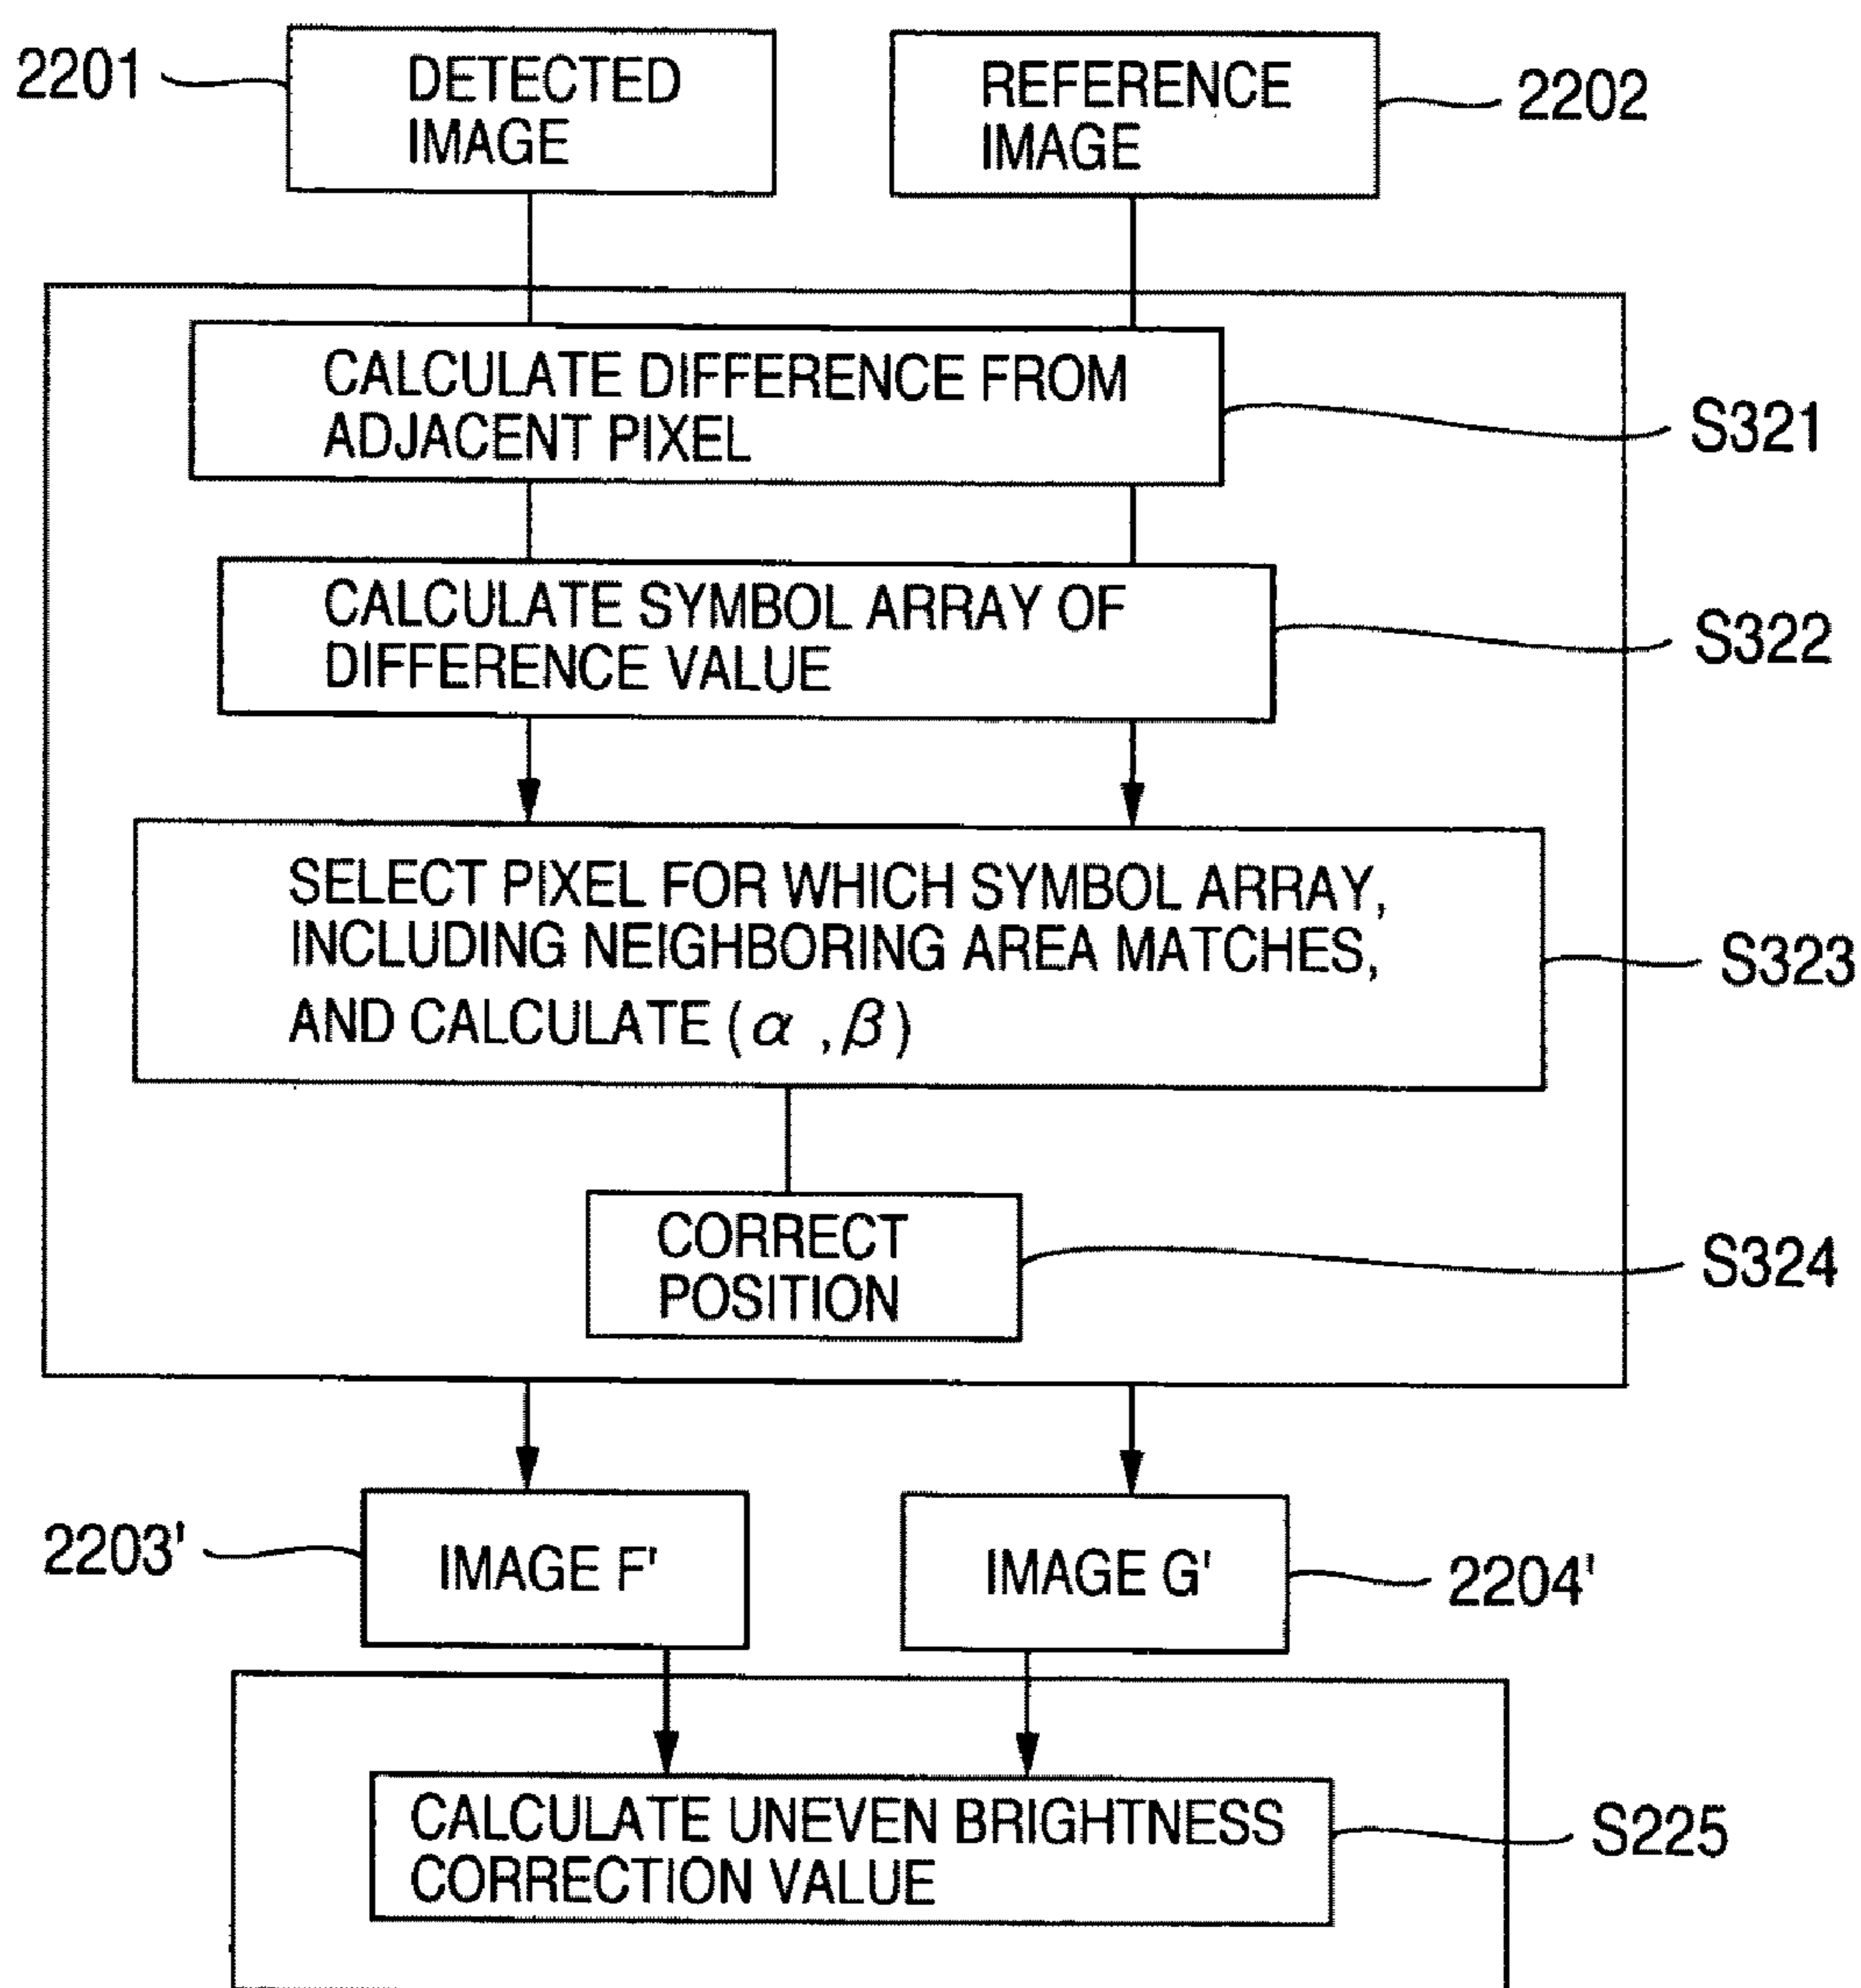 2201
DETECTED
IMAGE
REFERENCE
IMAGE
2202
CALCULATE DIFFERENCE FROM
ADJACENT PIXEL
S321
CALCULATE SYMBOL ARRAY OF
DIFFERENCE VALUE
S322
SELECT PIXEL FOR WHICH SYMBOL ARRAY,
INCLUDING NEIGHBORING AREA MATCHES,
AND CALCULATE (α ,β)
S323
CORRECT
POSITION
S324
2203'
IMAGE F'
IMAGE G'
2204'
CALCULATE UNEVEN BRIGHTNESS
CORRECTION VALUE
S225